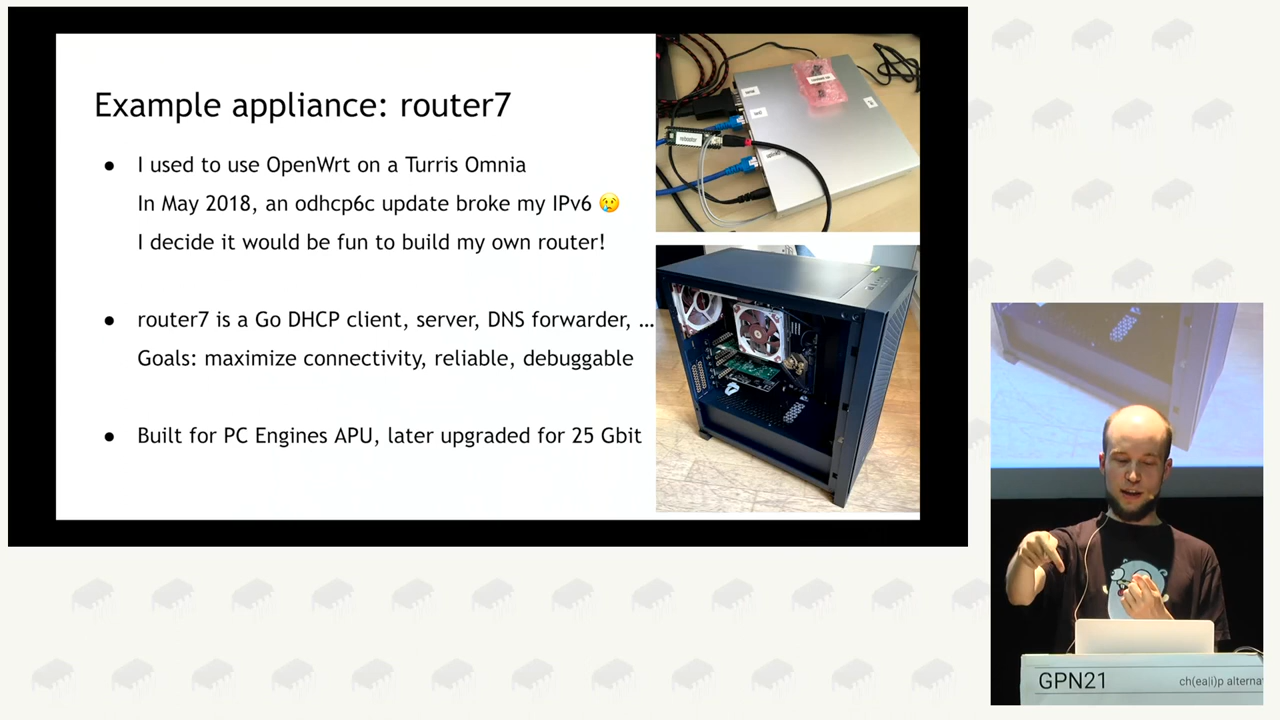 Example appliance: router7
● I used to use OpenWrt on a Turris Omnia
In May 2018, an odhcp6c update broke my IPv6 😢
I decide it would be fun to build my own router!
● router7 is a Go DHCP client, server, DNS forwarder, …
Goals: maximize connectivity, reliable, debuggable
● Built for PC Engines APU, later upgraded for 25 Gbit
GPN21
ch(ea|i)p alterna